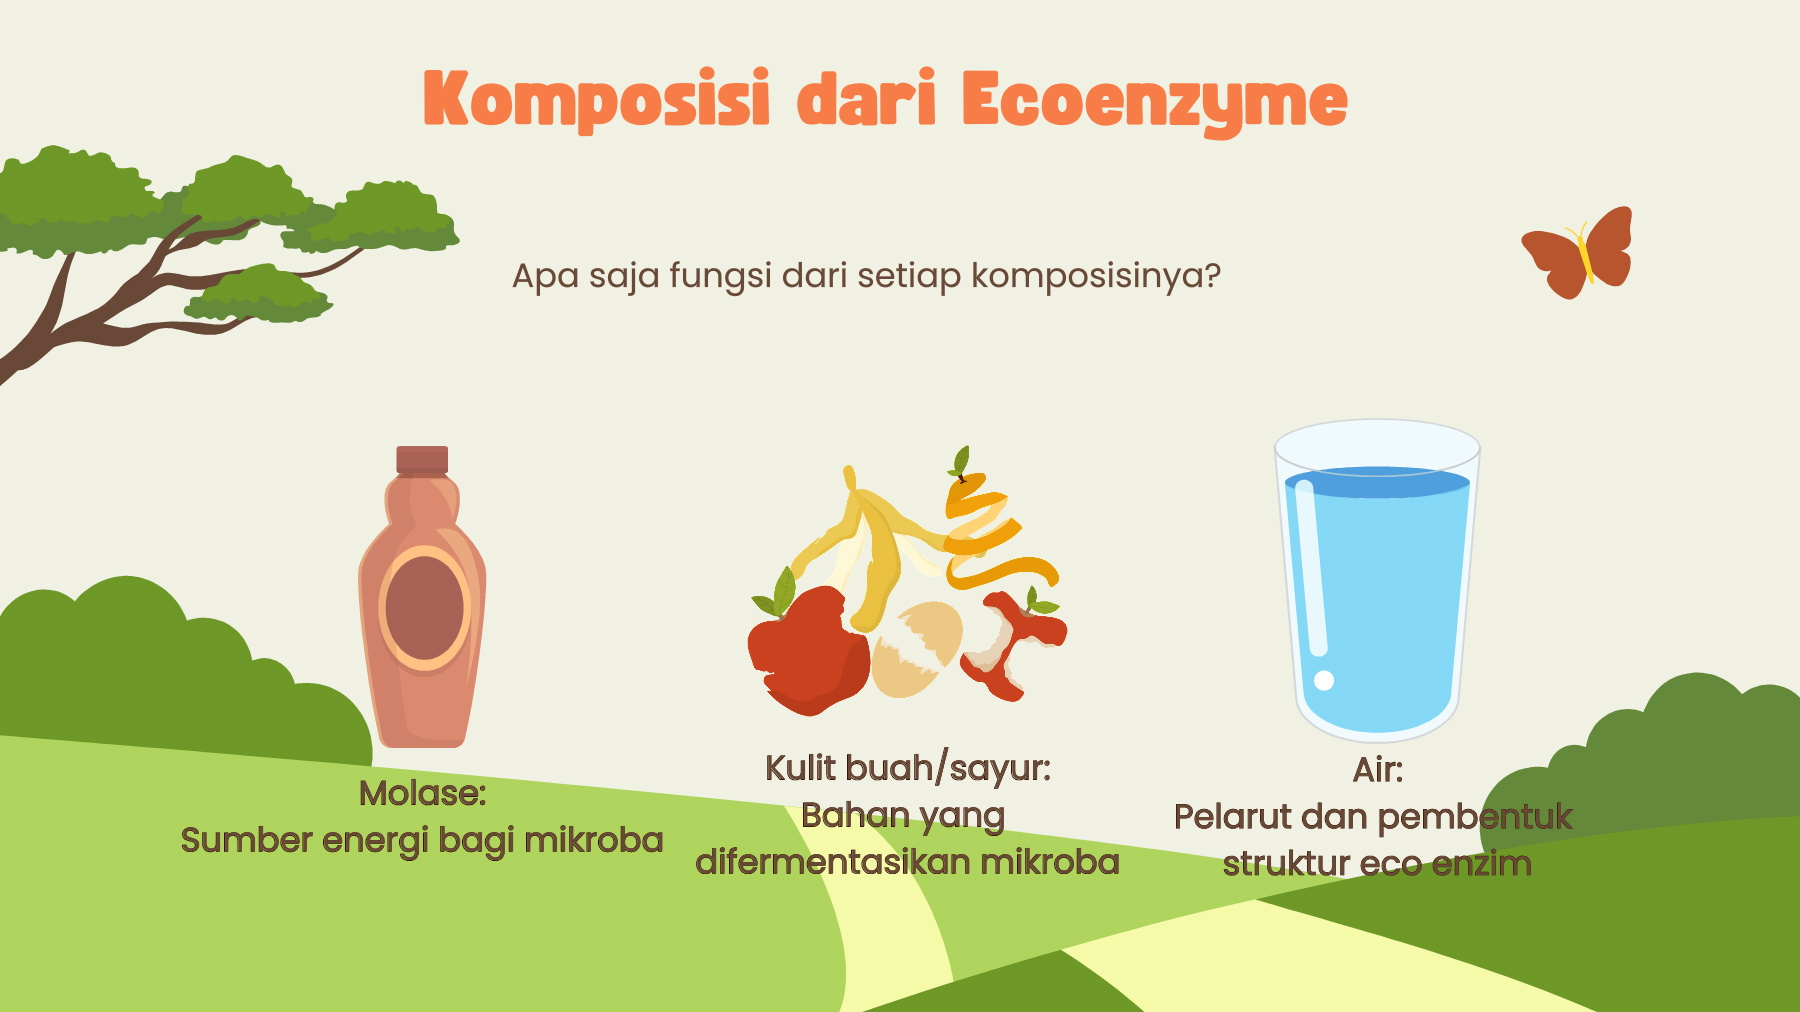 Komposisi dari Ecoenzyme
Apa saja fungsi dari setiap komposisinya?
Molase:
Sumber energi bagi mikroba
Kulit buah/sayur:
Bahan yang
difermentasikan mikroba
Air:
Pelarut dan pembentuk
struktur eco enzim